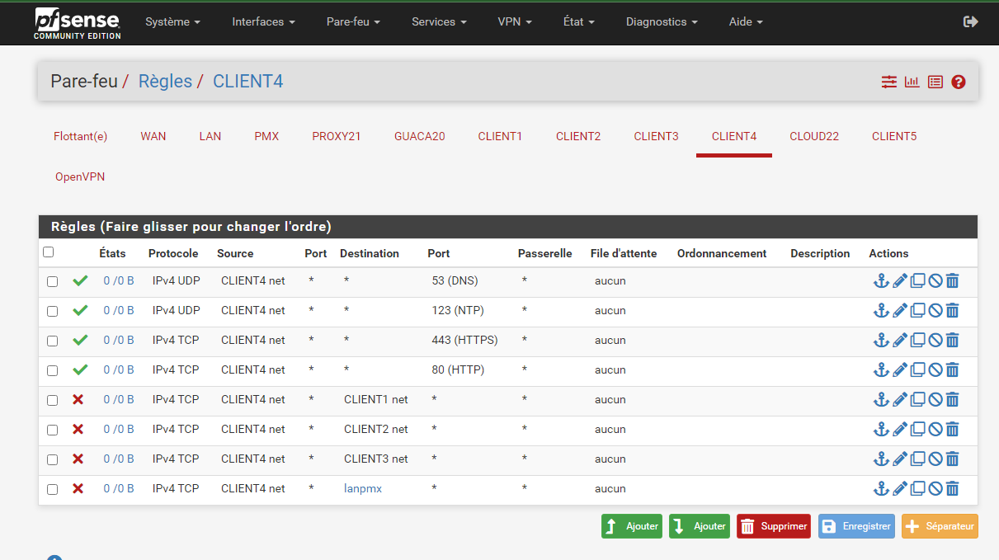 pfsense
COMMUNITY EDITION
Système Interfaces Pare-feu Services VPN État Diagnostics Aide
Pare-feu / Règles / CLIENT4
Flottant(e) WAN LAN PMX PROXY21 GUACA20 CLIENT1 CLIENT2 CLIENT3 CLIENT4 CLOUD22 CLIENT5
OpenVPN
Règles (Faire glisser pour changer l'ordre)
États Protocole Source Port Destination Port Passerelle File d'attente Ordonnancement Description Actions
0 /0 B IPv4 UDP CLIENT4 net * * 53 (DNS) * aucun
0 /0 B IPv4 UDP CLIENT4 net * * 123 (NTP) * aucun
0 /0 B IPv4 TCP CLIENT4 net * * 443 (HTTPS) * aucun
0 /0 B IPv4 TCP CLIENT4 net * * 80 (HTTP) * aucun
0 /0 B IPv4 TCP CLIENT4 net * CLIENT1 net * * aucun
0 /0 B IPv4 TCP CLIENT4 net * CLIENT2 net * * aucun
0 /0 B IPv4 TCP CLIENT4 net * CLIENT3 net * * aucun
0 /0 B IPv4 TCP CLIENT4 net * lanpmx * * aucun
Ajouter Ajouter Supprimer Enregistrer Séparateur